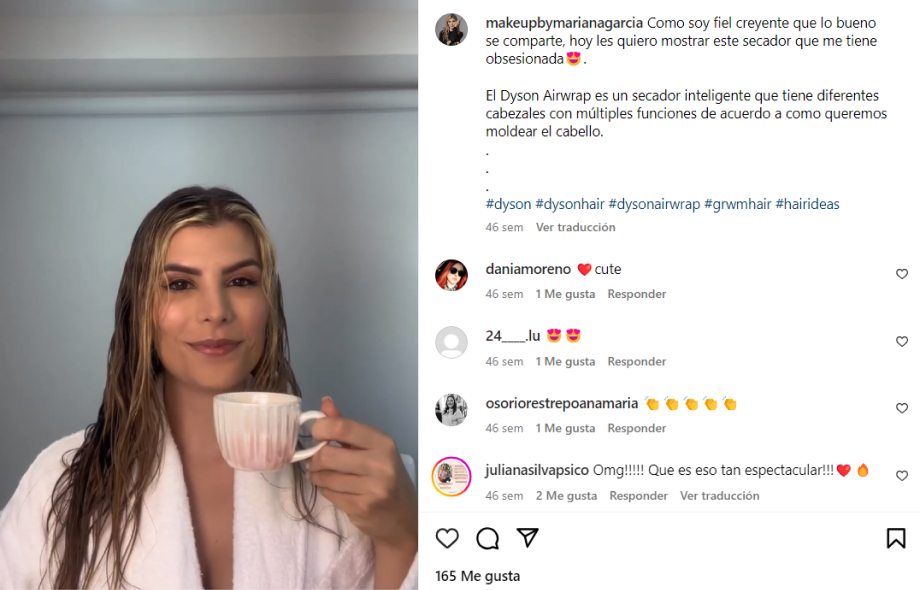 makeupbymarianagarcia Como soy fiel creyente que lo bueno
se comparte, hoy les quiero mostrar este secador que me tiene
obsesionada😍.
El Dyson Airwrap es un secador inteligente que tiene diferentes
cabezales con múltiples funciones de acuerdo a como queremos
moldear el cabello.
.
.
.
#dyson #dysonhair #dysonairwrap #grwmhair #hairideas
46 sem Ver traducción
daniamoreno ❤️cute
46 sem 1 Me gusta Responder
24____.lu 😍😍
46 sem 1 Me gusta Responder
osoriorestrepoanamaria 👏👏👏👏👏
46 sem 1 Me gusta Responder
julianasilvapsico Omg!!!!! Que es eso tan espectacular!!!❤️🔥
46 sem 2 Me gusta Responder Ver traducción
165 Me gusta